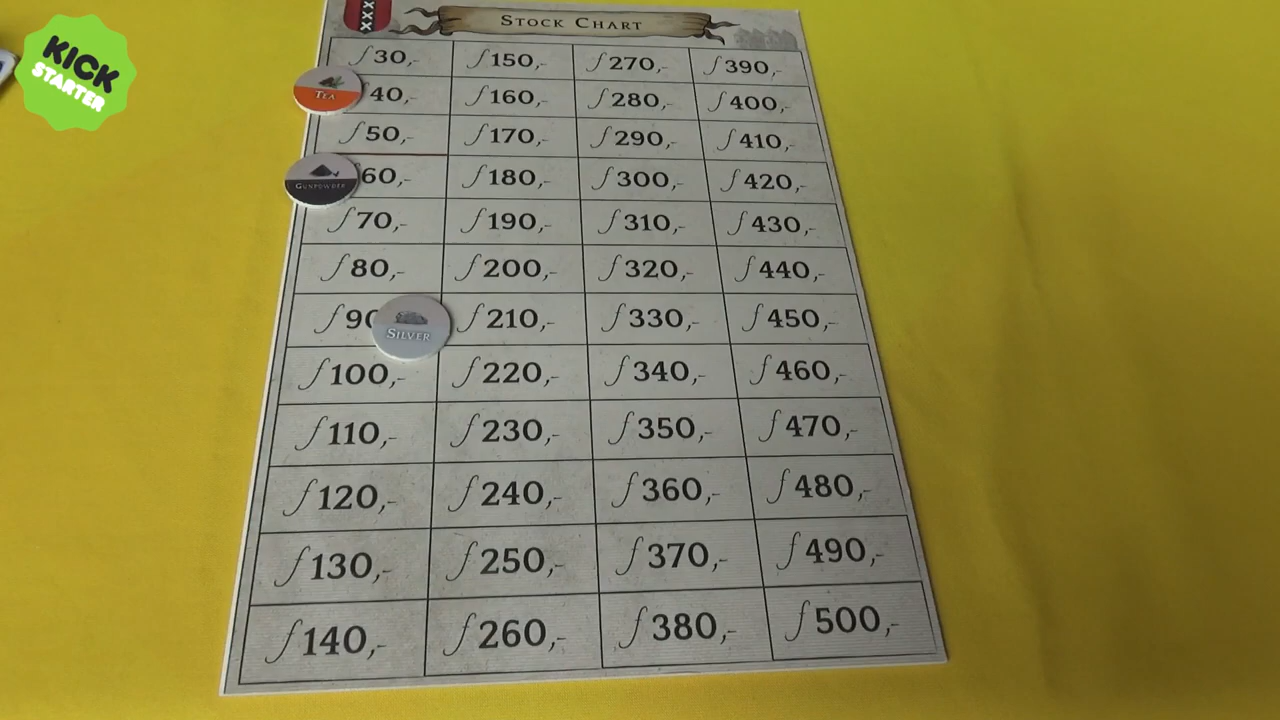 KICK
STARTER
XXX
STOCK CHART
ƒ30,- ƒ150,- ƒ270,- ƒ390,-
TEA
ƒ40,- ƒ160,- ƒ280,- ƒ400,-
ƒ50,- ƒ170,- ƒ290,- ƒ410,-
GUNPOWDER
60,- ƒ180,- ƒ300,- ƒ420,-
ƒ70,- ƒ190,- ƒ310,- ƒ430,-
ƒ80,- ƒ200,- ƒ320,- ƒ440,-
ƒ90 ƒ210,- ƒ330,- ƒ450,-
SILVER
ƒ100,- ƒ220,- ƒ340,- ƒ460,-
ƒ110,- ƒ230,- ƒ350,- ƒ470,-
ƒ120,- ƒ240,- ƒ360,- ƒ480,-
ƒ130,- ƒ250,- ƒ370,- ƒ490,-
ƒ140,- ƒ260,- ƒ380,- ƒ500,-